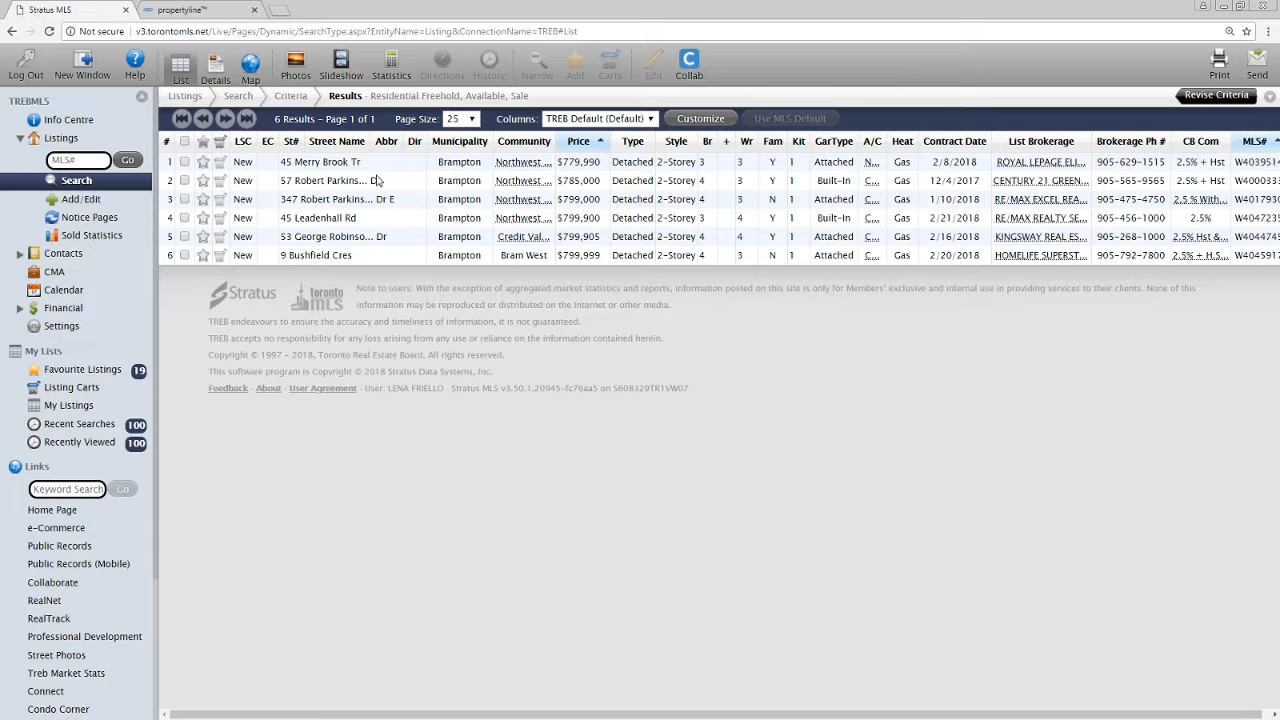 Stratus MLS
propertyline™
Not secure
v3.torontomls.net/Live/Pages/Dynamic/SearchType.aspx?EntityName=Listing&ConnectionName=TREB#List
Log Out New Window Help List Details Map Photos Slideshow Statistics Directions History Narrow Add Carts Edit Collab Print Send
TREBMLS
Listings Search Criteria Results - Residential Freehold, Available, Sale Revise Criteria
6 Results – Page 1 of 1 Page Size: 25 Columns: TREB Default (Default) Customize Use MLS Default
# LSC EC St# Street Name Abbr Dir Municipality Community Price Type Style Br + Wr Fam Kit GarType A/C Heat Contract Date List Brokerage Brokerage Ph # CB Com MLS#
1 New 45 Merry Brook Tr Brampton Northwest ... $779,990 Detached 2-Storey 3 3 Y 1 Attached N... Gas 2/8/2018 ROYAL LEPAGE ELI... 905-629-1515 2.5% + Hst W403951
2 New 57 Robert Parkins... Brampton Northwest ... $785,000 Detached 2-Storey 4 3 Y 1 Built-In C... Gas 12/4/2017 CENTURY 21 GREEN... 905-565-9565 2.5% + Hst W400033
3 New 347 Robert Parkins... Dr E Brampton Northwest ... $799,000 Detached 2-Storey 4 3 N 1 Attached C... Gas 1/10/2018 RE/MAX EXCEL REA... 905-475-4750 2.5 % With... W401793
4 New 45 Leadenhall Rd Brampton Northwest ... $799,900 Detached 2-Storey 3 4 Y 1 Built-In C... Gas 2/21/2018 RE/MAX REALTY SE... 905-456-1000 2.5%
5 New 53 George Robinso... Dr Brampton Credit Val... $799,905 Detached 2-Storey 4 4 Y 1 Attached C... Gas 2/16/2018 KINGSWAY REAL ES... 905-268-1000 2.5% Hst &... W404474
6 New 9 Bushfield Cres Brampton Bram West $799,999 Detached 2-Storey 4 3 N 1 Attached C... Gas 2/20/2018 HOMELIFE SUPERST... 905-792-7800 2.5% + H.S... W404591
Info Centre
Listings
MLS# Go
Search
Add/Edit
Notice Pages
Sold Statistics
Contacts
CMA
Calendar
Financial
Settings
My Lists
Favourite Listings 19
Listing Carts
My Listings
Recent Searches 100
Recently Viewed 100
Links
Keyword Search Go
Home Page
e-Commerce
Public Records
Public Records (Mobile)
Collaborate
RealNet
RealTrack
Professional Development
Street Photos
Treb Market Stats
Connect
Condo Corner
Stratus toronto MLS
Note to users: With the exception of aggregated market statistics and reports, information posted on this site is only for Members' exclusive and internal use in providing services to their clients. None of this
information may be reproduced or distributed on the Internet or other media.
TREB endeavours to ensure the accuracy and timeliness of information, it is not guaranteed.
TREB accepts no responsibility for any loss arising from any use or reliance on the information contained herein.
Copyright © 1997 – 2018, Toronto Real Estate Board. All rights reserved.
This software program is Copyright © 2018 Stratus Data Systems, Inc.
Feedback · About · User Agreement · User: LENA FRIELLO · Stratus MLS v3.50.1.20945-fc76aa5 on S608329TR1VW07